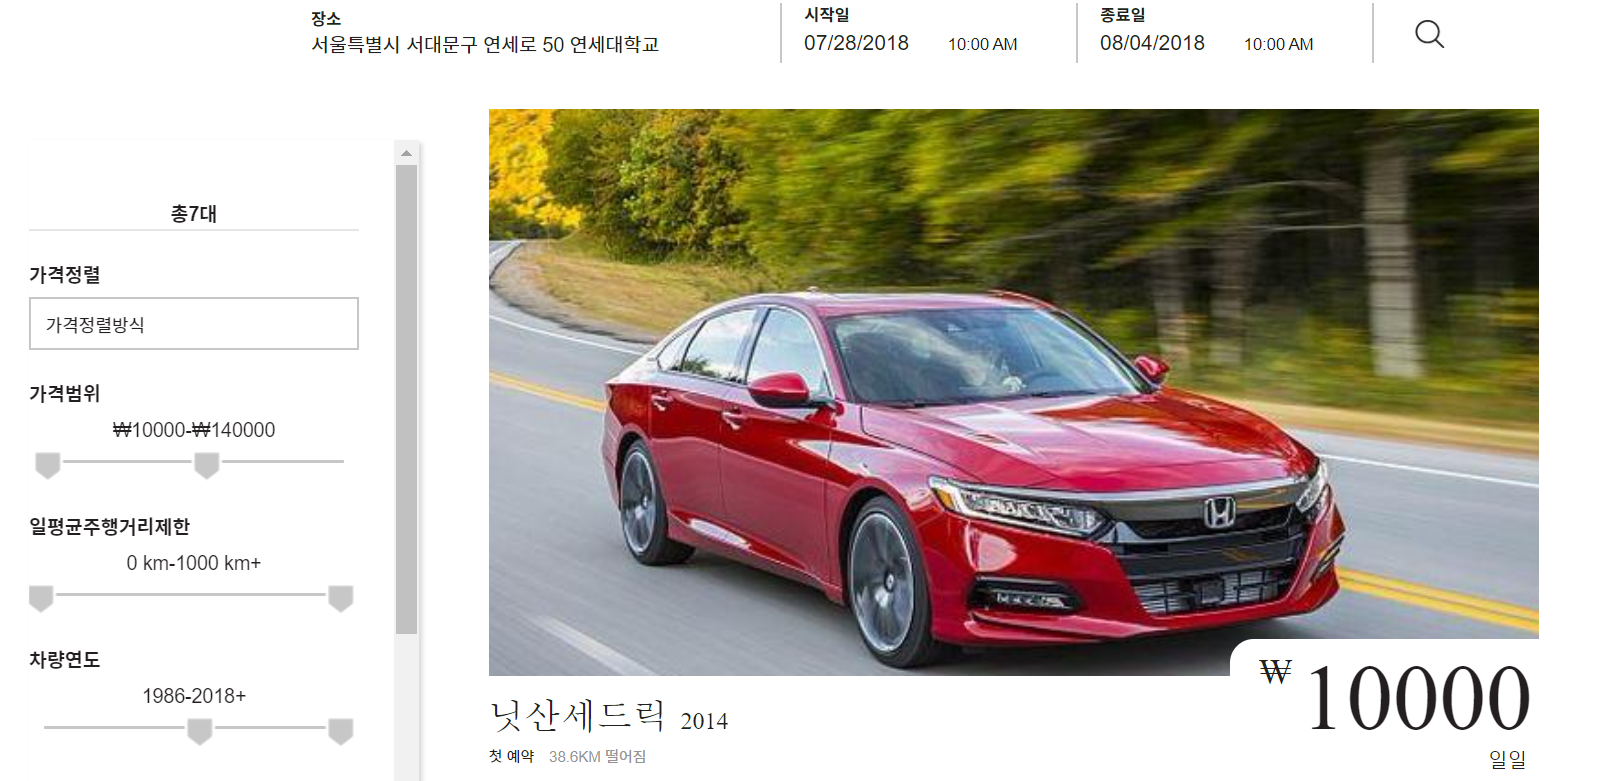 장소
서울특별시 서대문구 연세로 50 연세대학교
시작일
07/28/2018 10:00 AM
종료일
08/04/2018 10:00 AM
총7대
가격정렬
가격정렬방식
가격범위
₩10000-₩140000
일평균주행거리제한
0 km-1000 km+
차량연도
1986-2018+
₩10000
일일
닛산세드릭 2014
첫 예약 38.6KM 떨어짐